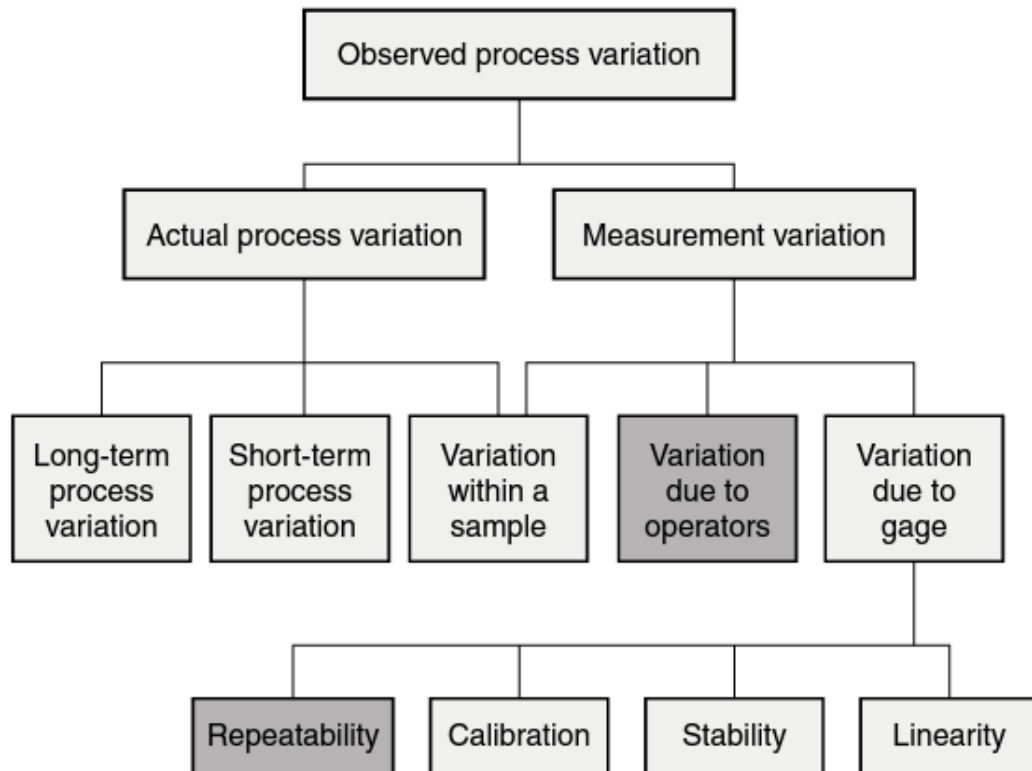 Observed process variation
Actual process variation
Measurement variation
Long-term
process
variation
Short-term
process
variation
Variation
within a
sample
Variation
due to
operators
Variation
due to
gage
Repeatability
Calibration
Stability
Linearity